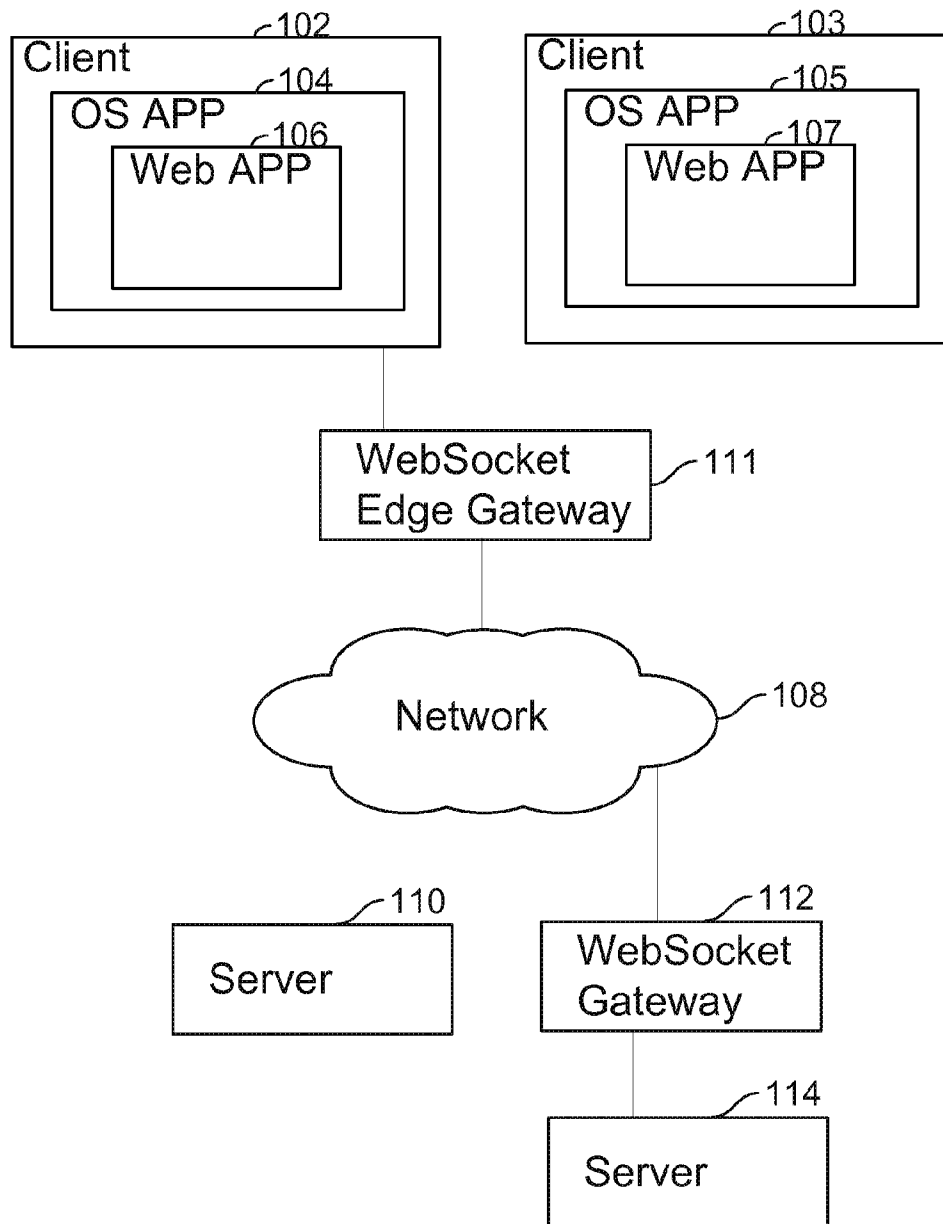 102
Client
104
OS APP
106
Web APP
103
Client
105
OS APP
107
Web APP
WebSocket
Edge Gateway
111
Network
108
110
Server
112
WebSocket
Gateway
114
Server